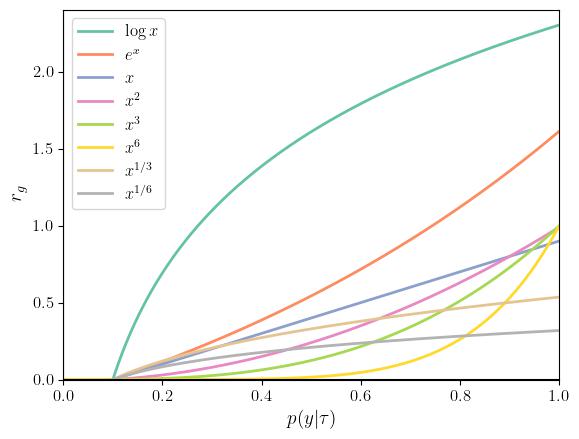 log x
e^x
x
x^2
x^3
x^6
x^{1/3}
x^{1/6}
r_g
2.0
1.5
1.0
0.5
0.0
0.0 0.2 0.4 0.6 0.8 1.0
p(y|τ)